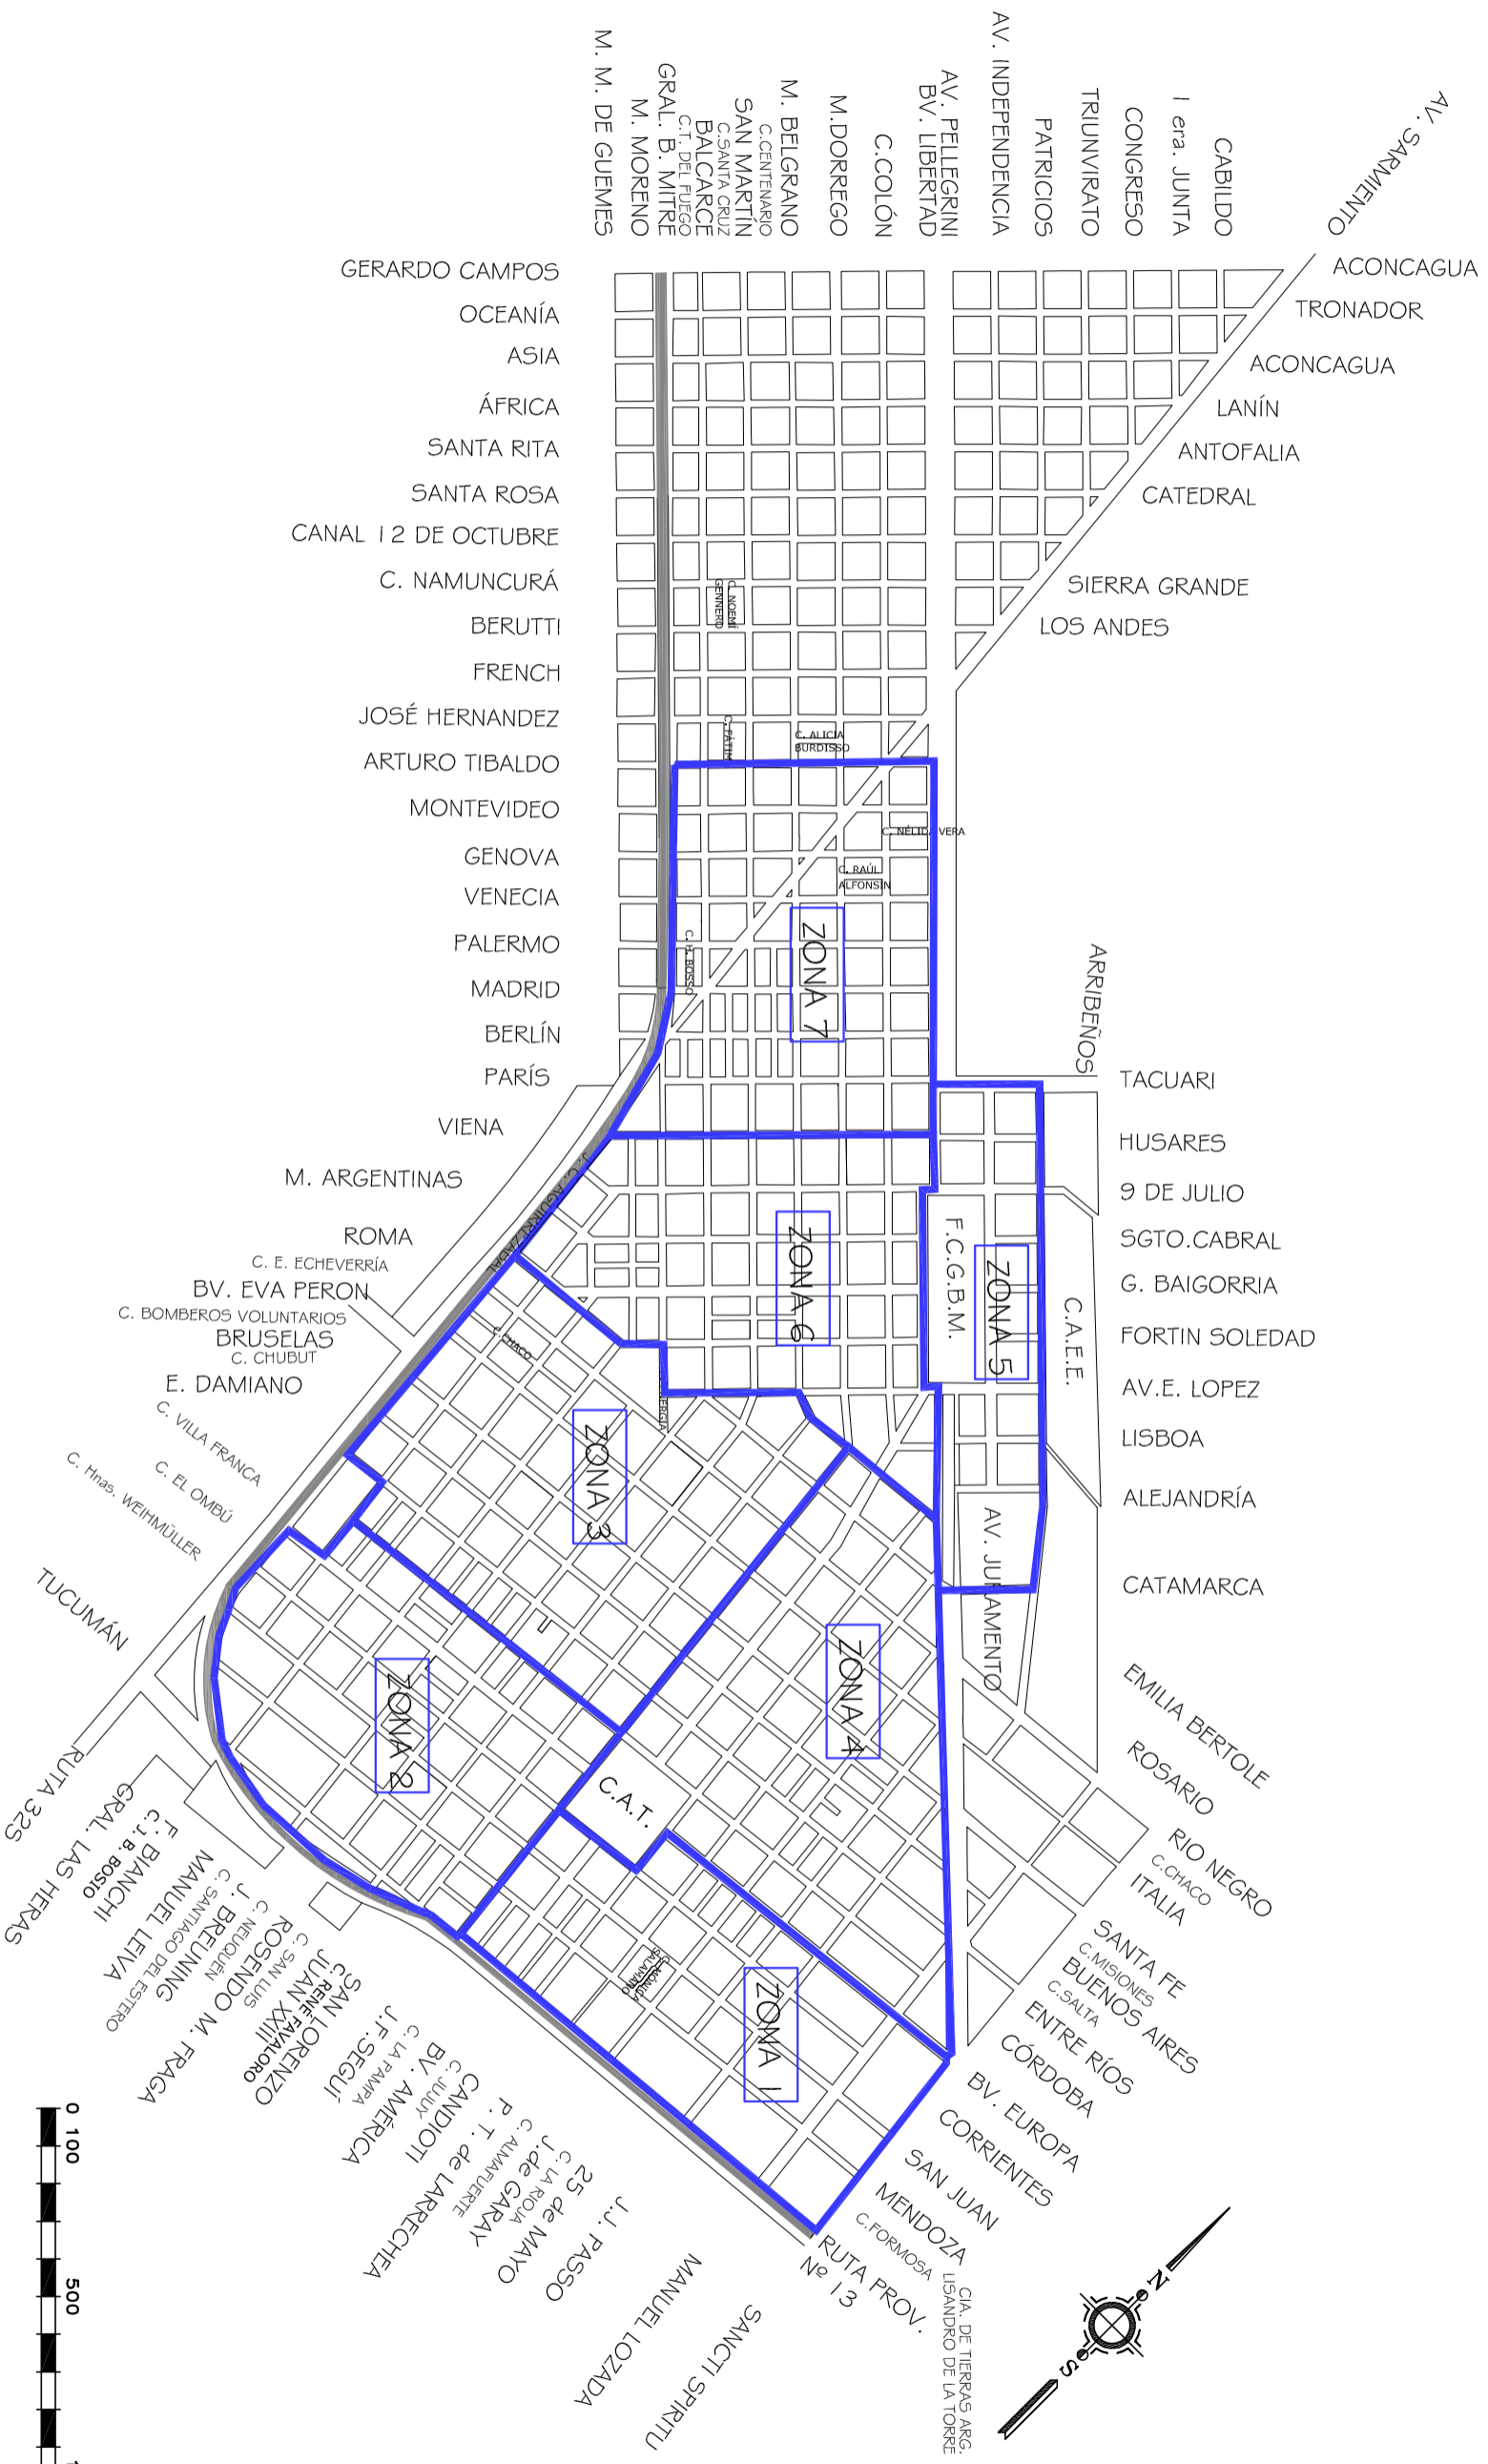 M. M. DE GUEMES
M. MORENO
GRAL. B. MITRE
C.T. DEL FUEGO
BALCARCE
C.SANTA CRUZ
SAN MARTÍN
C.CENTENARIO
M. BELGRANO
M.DORREGO
C.COLÓN
BV. LIBERTAD
AV. PELLEGRINI
AV. INDEPENDENCIA
PATRICIOS
TRIUNVIRATO
CONGRESO
1 era. JUNTA
CABILDO
AV. SARMIENTO
GERARDO CAMPOS
OCEANÍA
ASIA
ÁFRICA
SANTA RITA
SANTA ROSA
CANAL 12 DE OCTUBRE
C. NAMUNCURÁ
BERUTTI
FRENCH
JOSÉ HERNANDEZ
ARTURO TIBALDO
MONTEVIDEO
GENOVA
VENECIA
PALERMO
MADRID
BERLÍN
PARÍS
VIENA
M. ARGENTINAS
ROMA
C. E. ECHEVERRÍA
BV. EVA PERON
C. BOMBEROS VOLUNTARIOS
BRUSELAS
C. CHUBUT
E. DAMIANO
C. VILLA FRANCA
C. EL OMBÚ
C. Hnas. WEIHMÜLLER
TUCUMÁN
ACONCAGUA
TRONADOR
ACONCAGUA
LANÍN
ANTOFALIA
CATEDRAL
SIERRA GRANDE
LOS ANDES
C. NOEMÍ
GENNERO
C. ALICIA
BURDISSO
C. RAÚL
ALFONSIN
C. H. BOSSO
ZONA 7
ARRIBEÑOS
TACUARI
HUSARES
9 DE JULIO
SGTO.CABRAL
G. BAIGORRIA
FORTIN SOLEDAD
AV.E. LOPEZ
LISBOA
ALEJANDRÍA
CATAMARCA
J. C. AGUIRREZABAL
ZONA 6
F.C.G.B.M.
ZONA 5
C.A.E.E.
C. CHACO
ZONA 3
AV. JURAMENTO
ZONA 4
ZONA 2
C.A.T.
ZONA 1
EMILIA BERTOLE
ROSARIO
RIO NEGRO
C.CHACO
ITALIA
SANTA FE
C.MISIONES
BUENOS AIRES
C.SALTA
ENTRE RÍOS
CÓRDOBA
BV. EUROPA
CORRIENTES
SAN JUAN
MENDOZA
C.FORMOSA
RUTA PROV.
Nº 13
CIA. DE TIERRAS ARG.
LISANDRO DE LA TORRE
RUTA 32S
GRAL. LAS HERAS
C. J. B. BOSIO
F. BIANCHI
MANUEL LEIVA
C. SANTIAGO DEL ESTERO
J. BREUNING
C. NEUQUÉN
ROSENDO M. FRAGA
C. SAN LUIS
JUAN XXIII
C. RENÉ FAVALORO
SAN LORENZO
J.F.SEGUÍ
C. LA PAMPA
BV. AMÉRICA
C. JUJUY
CANDIOTI
P. T. de LARRECHEA
C. ALMAFUERTE
J.de GARAY
C. LA RIOJA
25 de MAYO
J.J. PASSO
MANUEL LOZADA
SANCTI SPIRITU
N
S
0 100
500